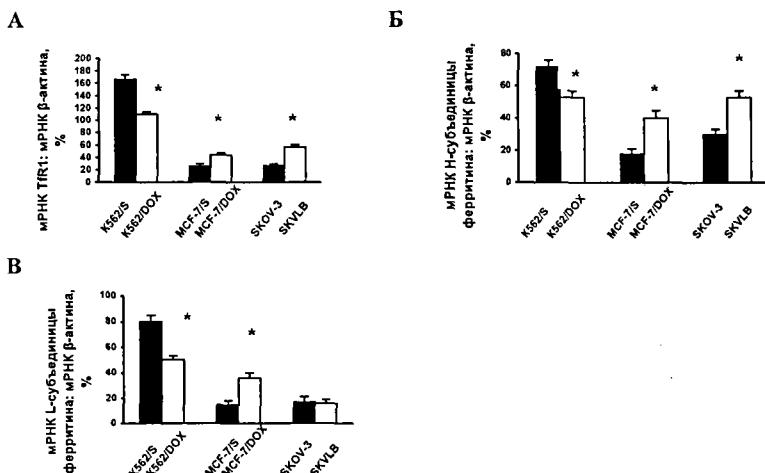 А
мРНК TfR1: мРНК β-актина,
%
200
180
160
140
120
100
80
60
40
20
0
*
*
*
K562/S
K562/DOX
MCF-7/S
MCF-7/DOX
SKOV-3
SKVLB
Б
мРНК Н-субъединицы
ферритина: мРНК β-актина,
%
80
60
40
20
0
*
*
*
K562/S
K562/DOX
MCF-7/S
MCF-7/DOX
SKOV-3
SKVLB
В
мРНК L-субъединицы
ферритина: мРНК β-актина,
%
100
80
60
40
20
0
*
*
K562/S
K562/DOX
MCF-7/S
MCF-7/DOX
SKOV-3
SKVLB